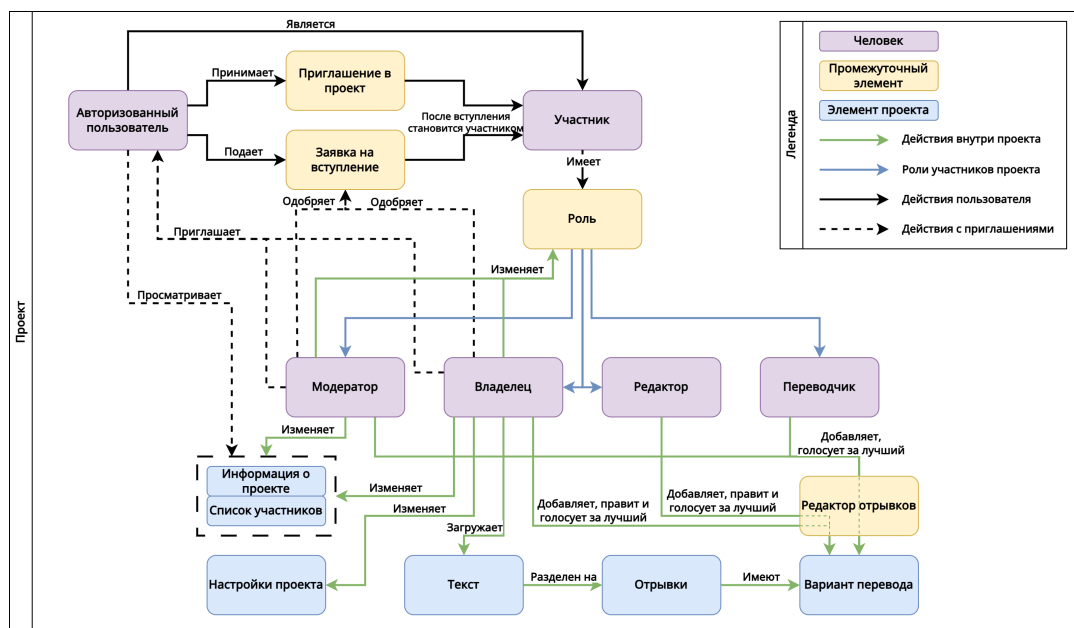 Проект
Является
Авторизованный
пользователь
Принимает
Приглашение в
проект
Подает
Заявка на
вступление
После вступления
становится участником
Участник
Имеет
Роль
Одобряет
Одобряет
Приглашает
Изменяет
Просматривает
Модератор
Владелец
Редактор
Переводчик
Изменяет
Информация о
проекте
Список участников
Изменяет
Изменяет
Загружает
Добавляет, правит и
голосует за лучший
Добавляет, правит и
голосует за лучший
Добавляет,
голосует за лучший
Редактор отрывков
Настройки проекта
Текст
Разделен на
Отрывки
Имеют
Вариант перевода
Легенда
Человек
Промежуточный
элемент
Элемент проекта
Действия внутри проекта
Роли участников проекта
Действия пользователя
Действия с приглашениями